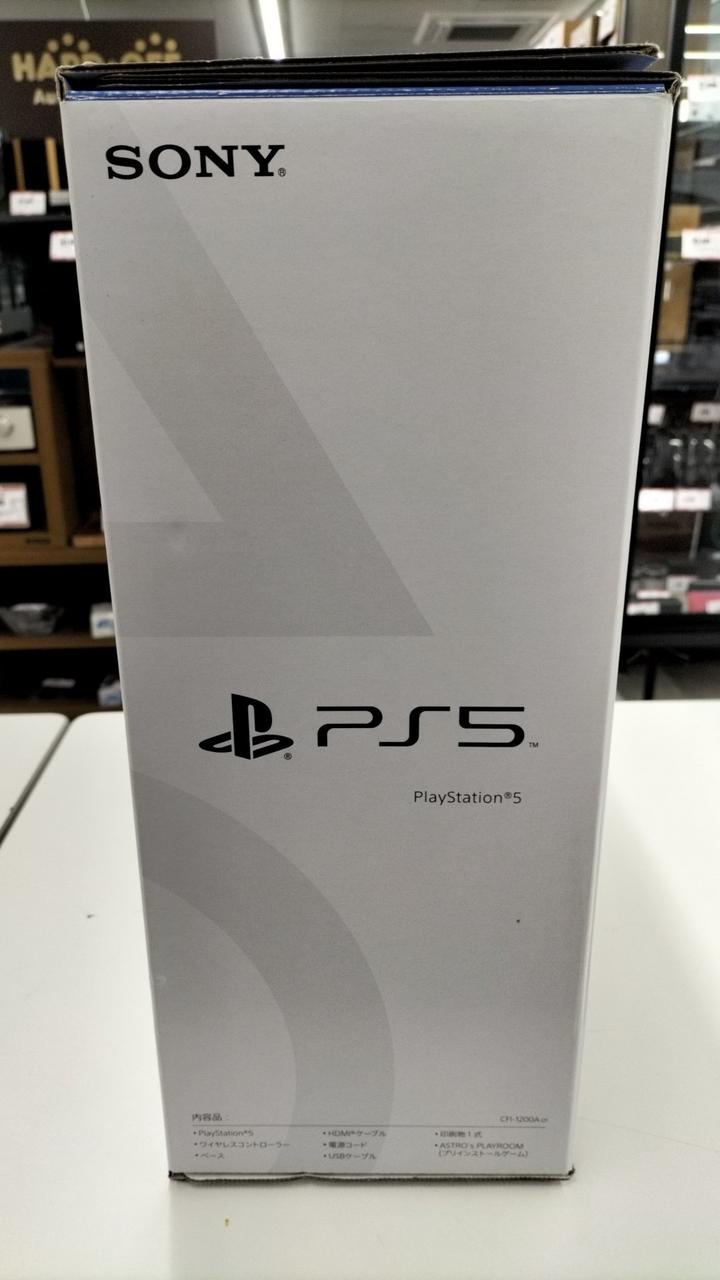 HARD OFF
SONY®
PS5™
PlayStation®5
内容品：
CFI-1200A 01
• PlayStation®5
• ワイヤレスコントローラー
• ベース
• HDMI®ケーブル
• 電源コード
• USBケーブル
• 印刷物1式
• ASTRO's PLAYROOM
(プリインストールゲーム)